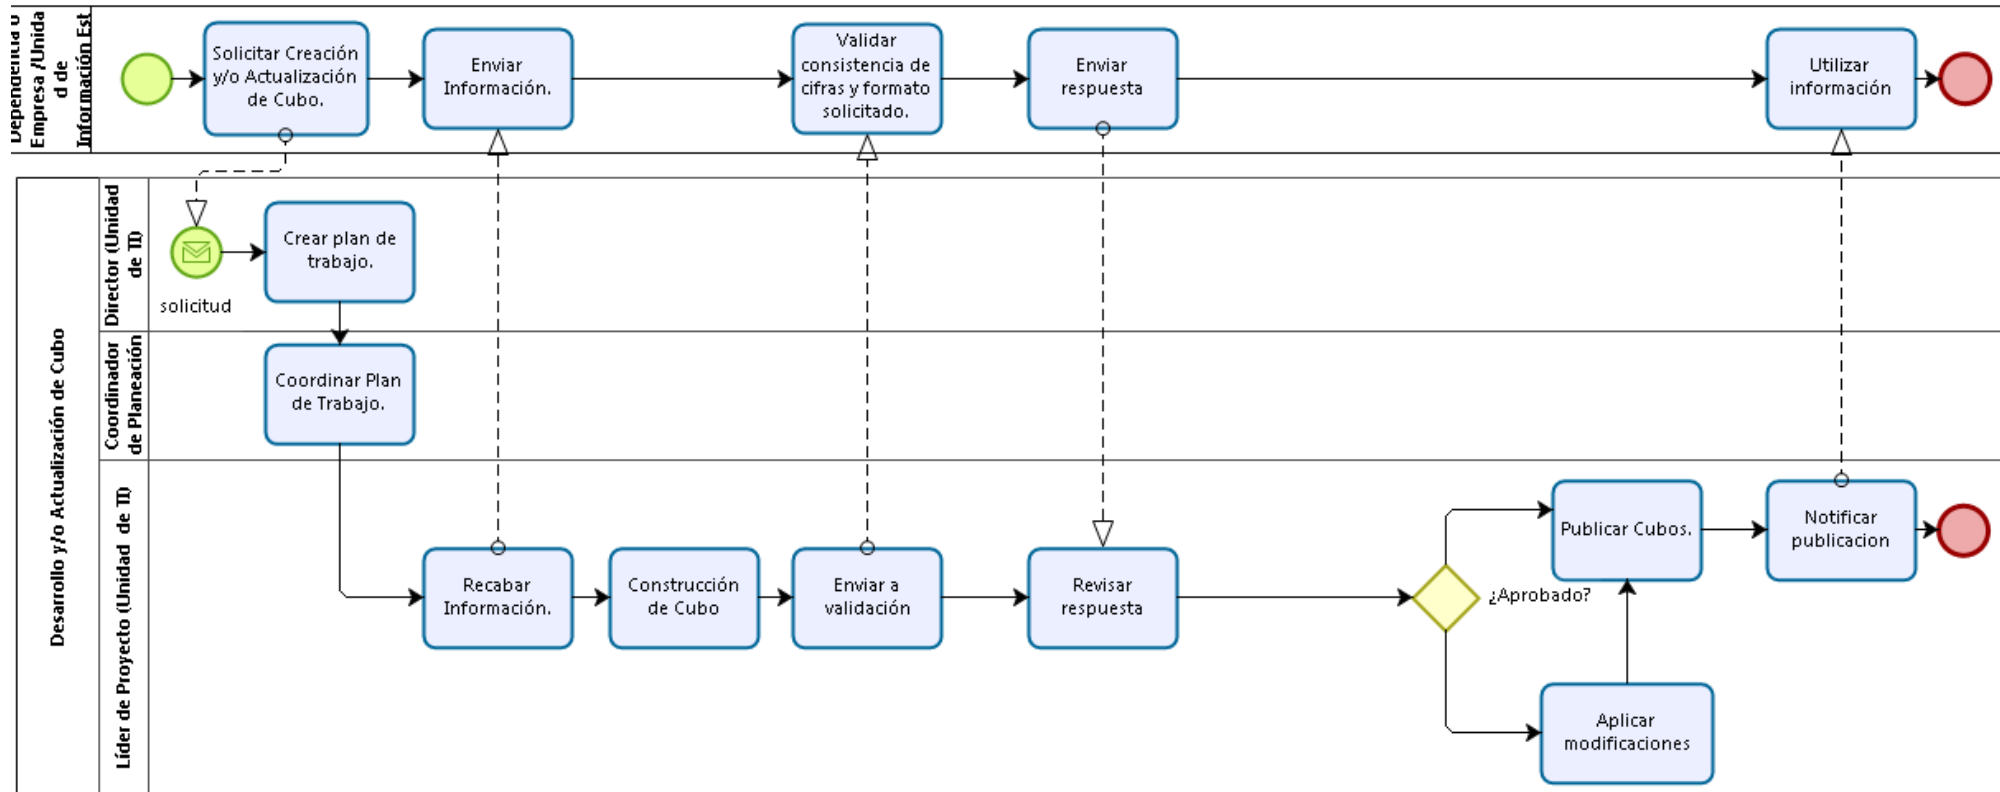 Empresa /Unida
d de
Información Est
Solicitar Creación
y/o Actualización
de Cubo.
Enviar
Información.
Validar
consistencia de
cifras y formato
solicitado.
Enviar
respuesta
Utilizar
información
Desarrollo y/o Actualización de Cubo
Director (Unidad
de TI)
solicitud
Crear plan de
trabajo.
Coordinador
de Planeación
Coordinar Plan
de Trabajo.
Líder de Proyecto (Unidad de TI)
Recabar
Información.
Construcción
de Cubo
Enviar a
validación
Revisar
respuesta
¿Aprobado?
Publicar Cubos.
Notificar
publicacion
Aplicar
modificaciones